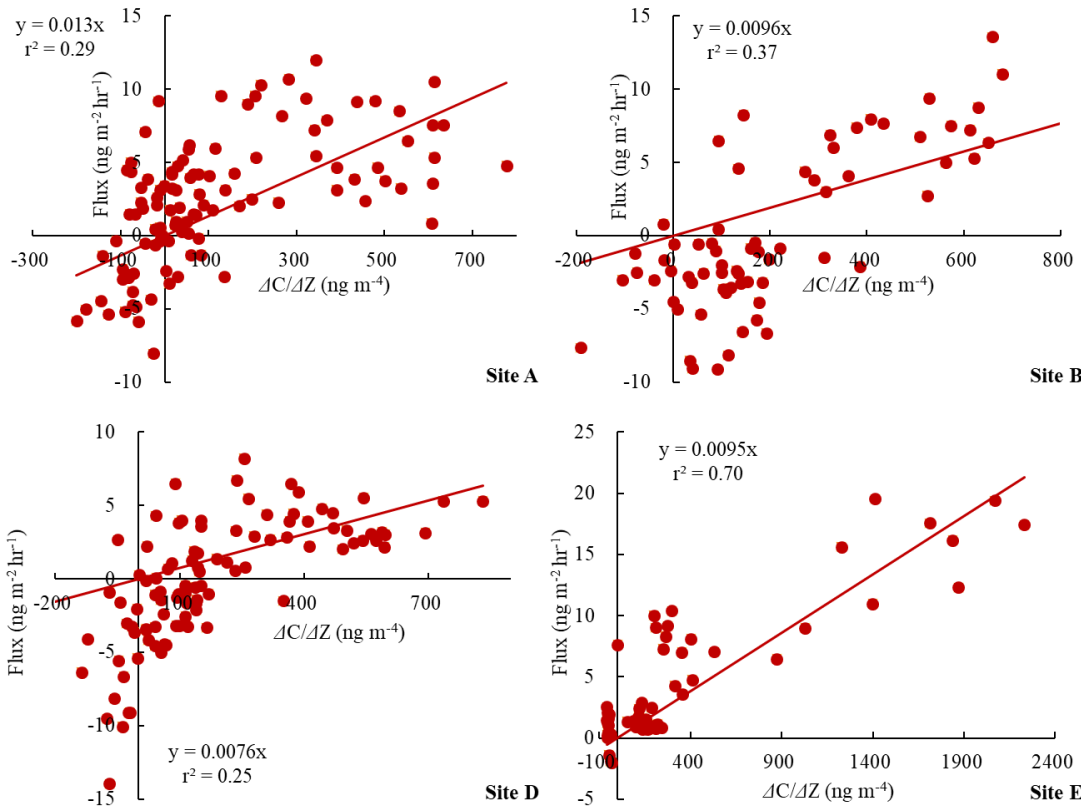 y = 0.013x
r² = 0.29
15
10
5
0
-5
-10
-300
-100
100
300
500
700
Flux (ng m⁻² hr⁻¹)
ΔC/ΔZ (ng m⁻⁴)
Site A
y = 0.0096x
r² = 0.37
15
10
5
0
-5
-10
-200
0
200
400
600
800
Flux (ng m⁻² hr⁻¹)
ΔC/ΔZ (ng m⁻⁴)
Site B
10
5
0
-5
-10
-15
-200
100
400
700
Flux (ng m⁻² hr⁻¹)
ΔC/ΔZ (ng m⁻⁴)
y = 0.0076x
r² = 0.25
Site D
y = 0.0095x
r² = 0.70
25
20
15
10
5
0
-5
-100
400
900
1400
1900
2400
Flux (ng m⁻² hr⁻¹)
ΔC/ΔZ (ng m⁻⁴)
Site E